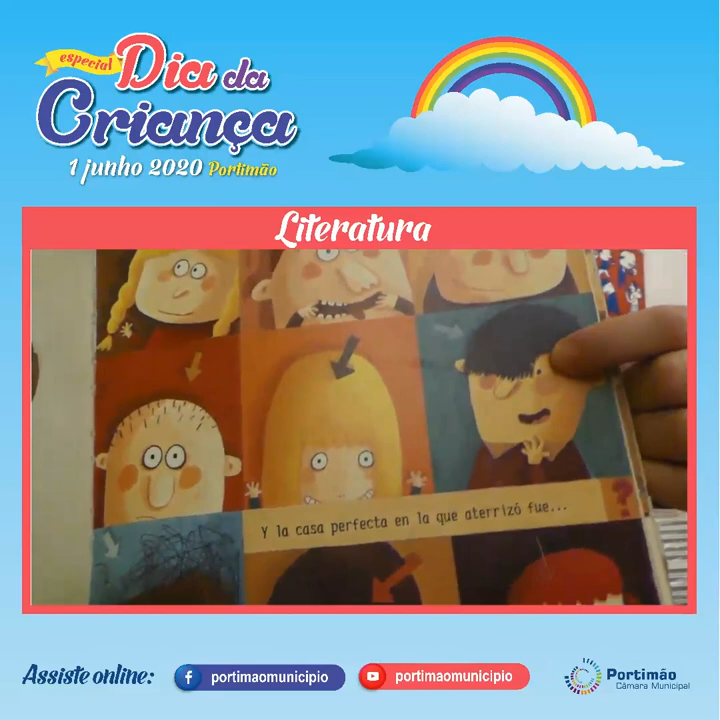 especial Dia da
Criança
1 junho 2020 Portimão
Literatura
Y la casa perfecta en la que aterrizó fue...
?
Assiste online:
portimaomunicipio
portimaomunicipio
Portimão
Câmara Municipal